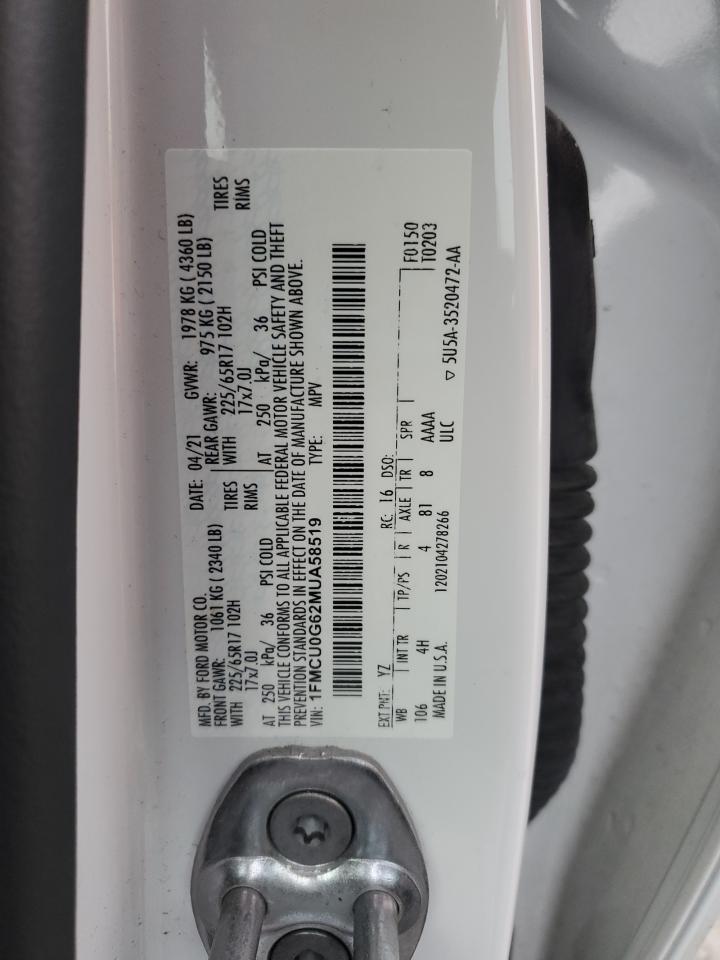 MFD. BY FORD MOTOR CO. DATE: 04/21 GVWR: 1978 KG ( 4360 LB)
FRONT GAWR: 1061 KG ( 2340 LB) REAR GAWR: 975 KG ( 2150 LB)
WITH 225/65R17 102H TIRES WITH 225/65R17 102H TIRES
17x7.0J RIMS 17x7.0J RIMS
AT 250 kPa/ 36 PSI COLD AT 250 kPa/ 36 PSI COLD
THIS VEHICLE CONFORMS TO ALL APPLICABLE FEDERAL MOTOR VEHICLE SAFETY AND THEFT
PREVENTION STANDARDS IN EFFECT ON THE DATE OF MANUFACTURE SHOWN ABOVE.
VIN: 1FMCU0G62MUA58519 TYPE: MPV
EXT PNT: YZ RC: 16 DSO: F0150
WB INT TR TP/PS R AXLE TR SPR T0203
106 4H 4 81 8 AAAA
MADE IN U.S.A. 1202104278266 ULC ▽ 5U5A-3520472-AA